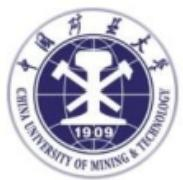 中国矿业大学
1909
CHINA UNIVERSITY OF MINING & TECHNOLOGY